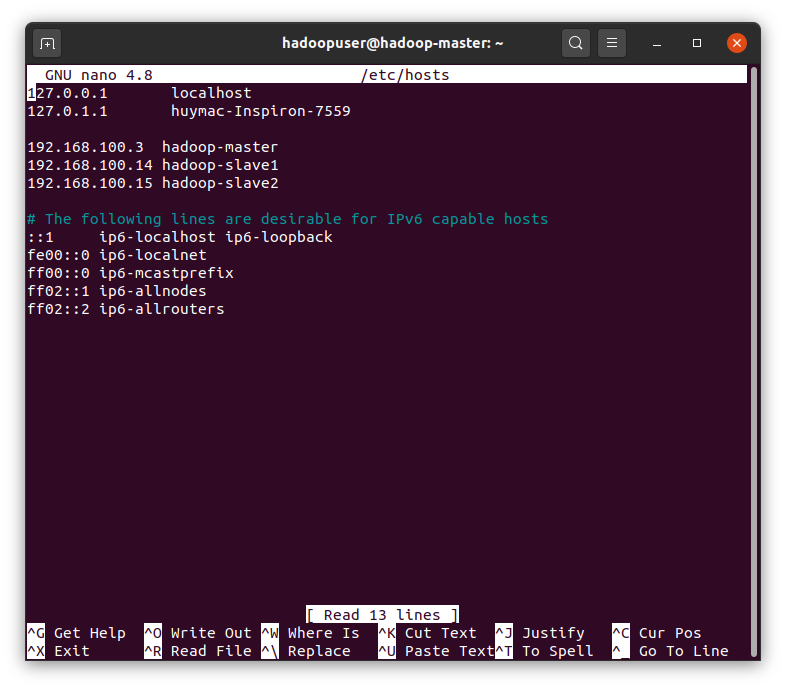 hadoopuser@hadoop-master: ~
GNU nano 4.8 /etc/hosts
127.0.0.1 localhost
127.0.1.1 huymac-Inspiron-7559
192.168.100.3 hadoop-master
192.168.100.14 hadoop-slave1
192.168.100.15 hadoop-slave2
# The following lines are desirable for IPv6 capable hosts
::1 ip6-localhost ip6-loopback
fe00::0 ip6-localnet
ff00::0 ip6-mcastprefix
ff02::1 ip6-allnodes
ff02::2 ip6-allrouters
[ Read 13 lines ]
^G Get Help ^O Write Out ^W Where Is ^K Cut Text ^J Justify ^C Cur Pos
^X Exit ^R Read File ^\ Replace ^U Paste Text ^T To Spell ^_ Go To Line